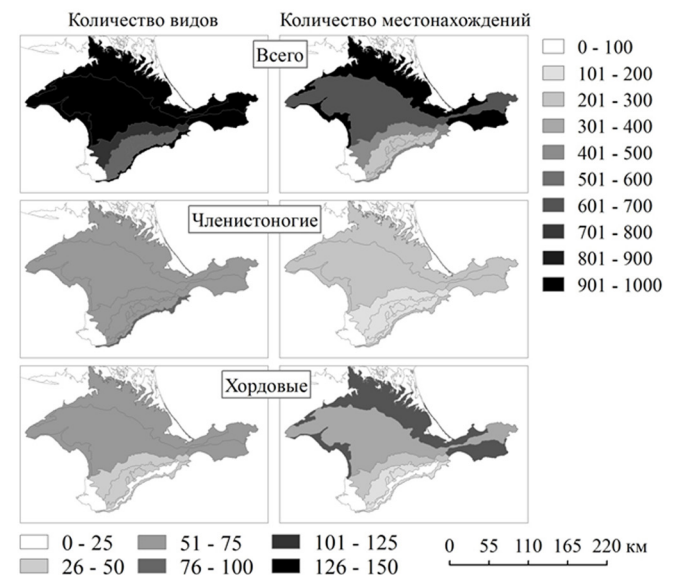 Количество видов
Количество местонахождений
Всего
Членистоногие
Хордовые
0 - 100
101 - 200
201 - 300
301 - 400
401 - 500
501 - 600
601 - 700
701 - 800
801 - 900
901 - 1000
0 - 25
51 - 75
101 - 125
26 - 50
76 - 100
126 - 150
0 55 110 165 220 км